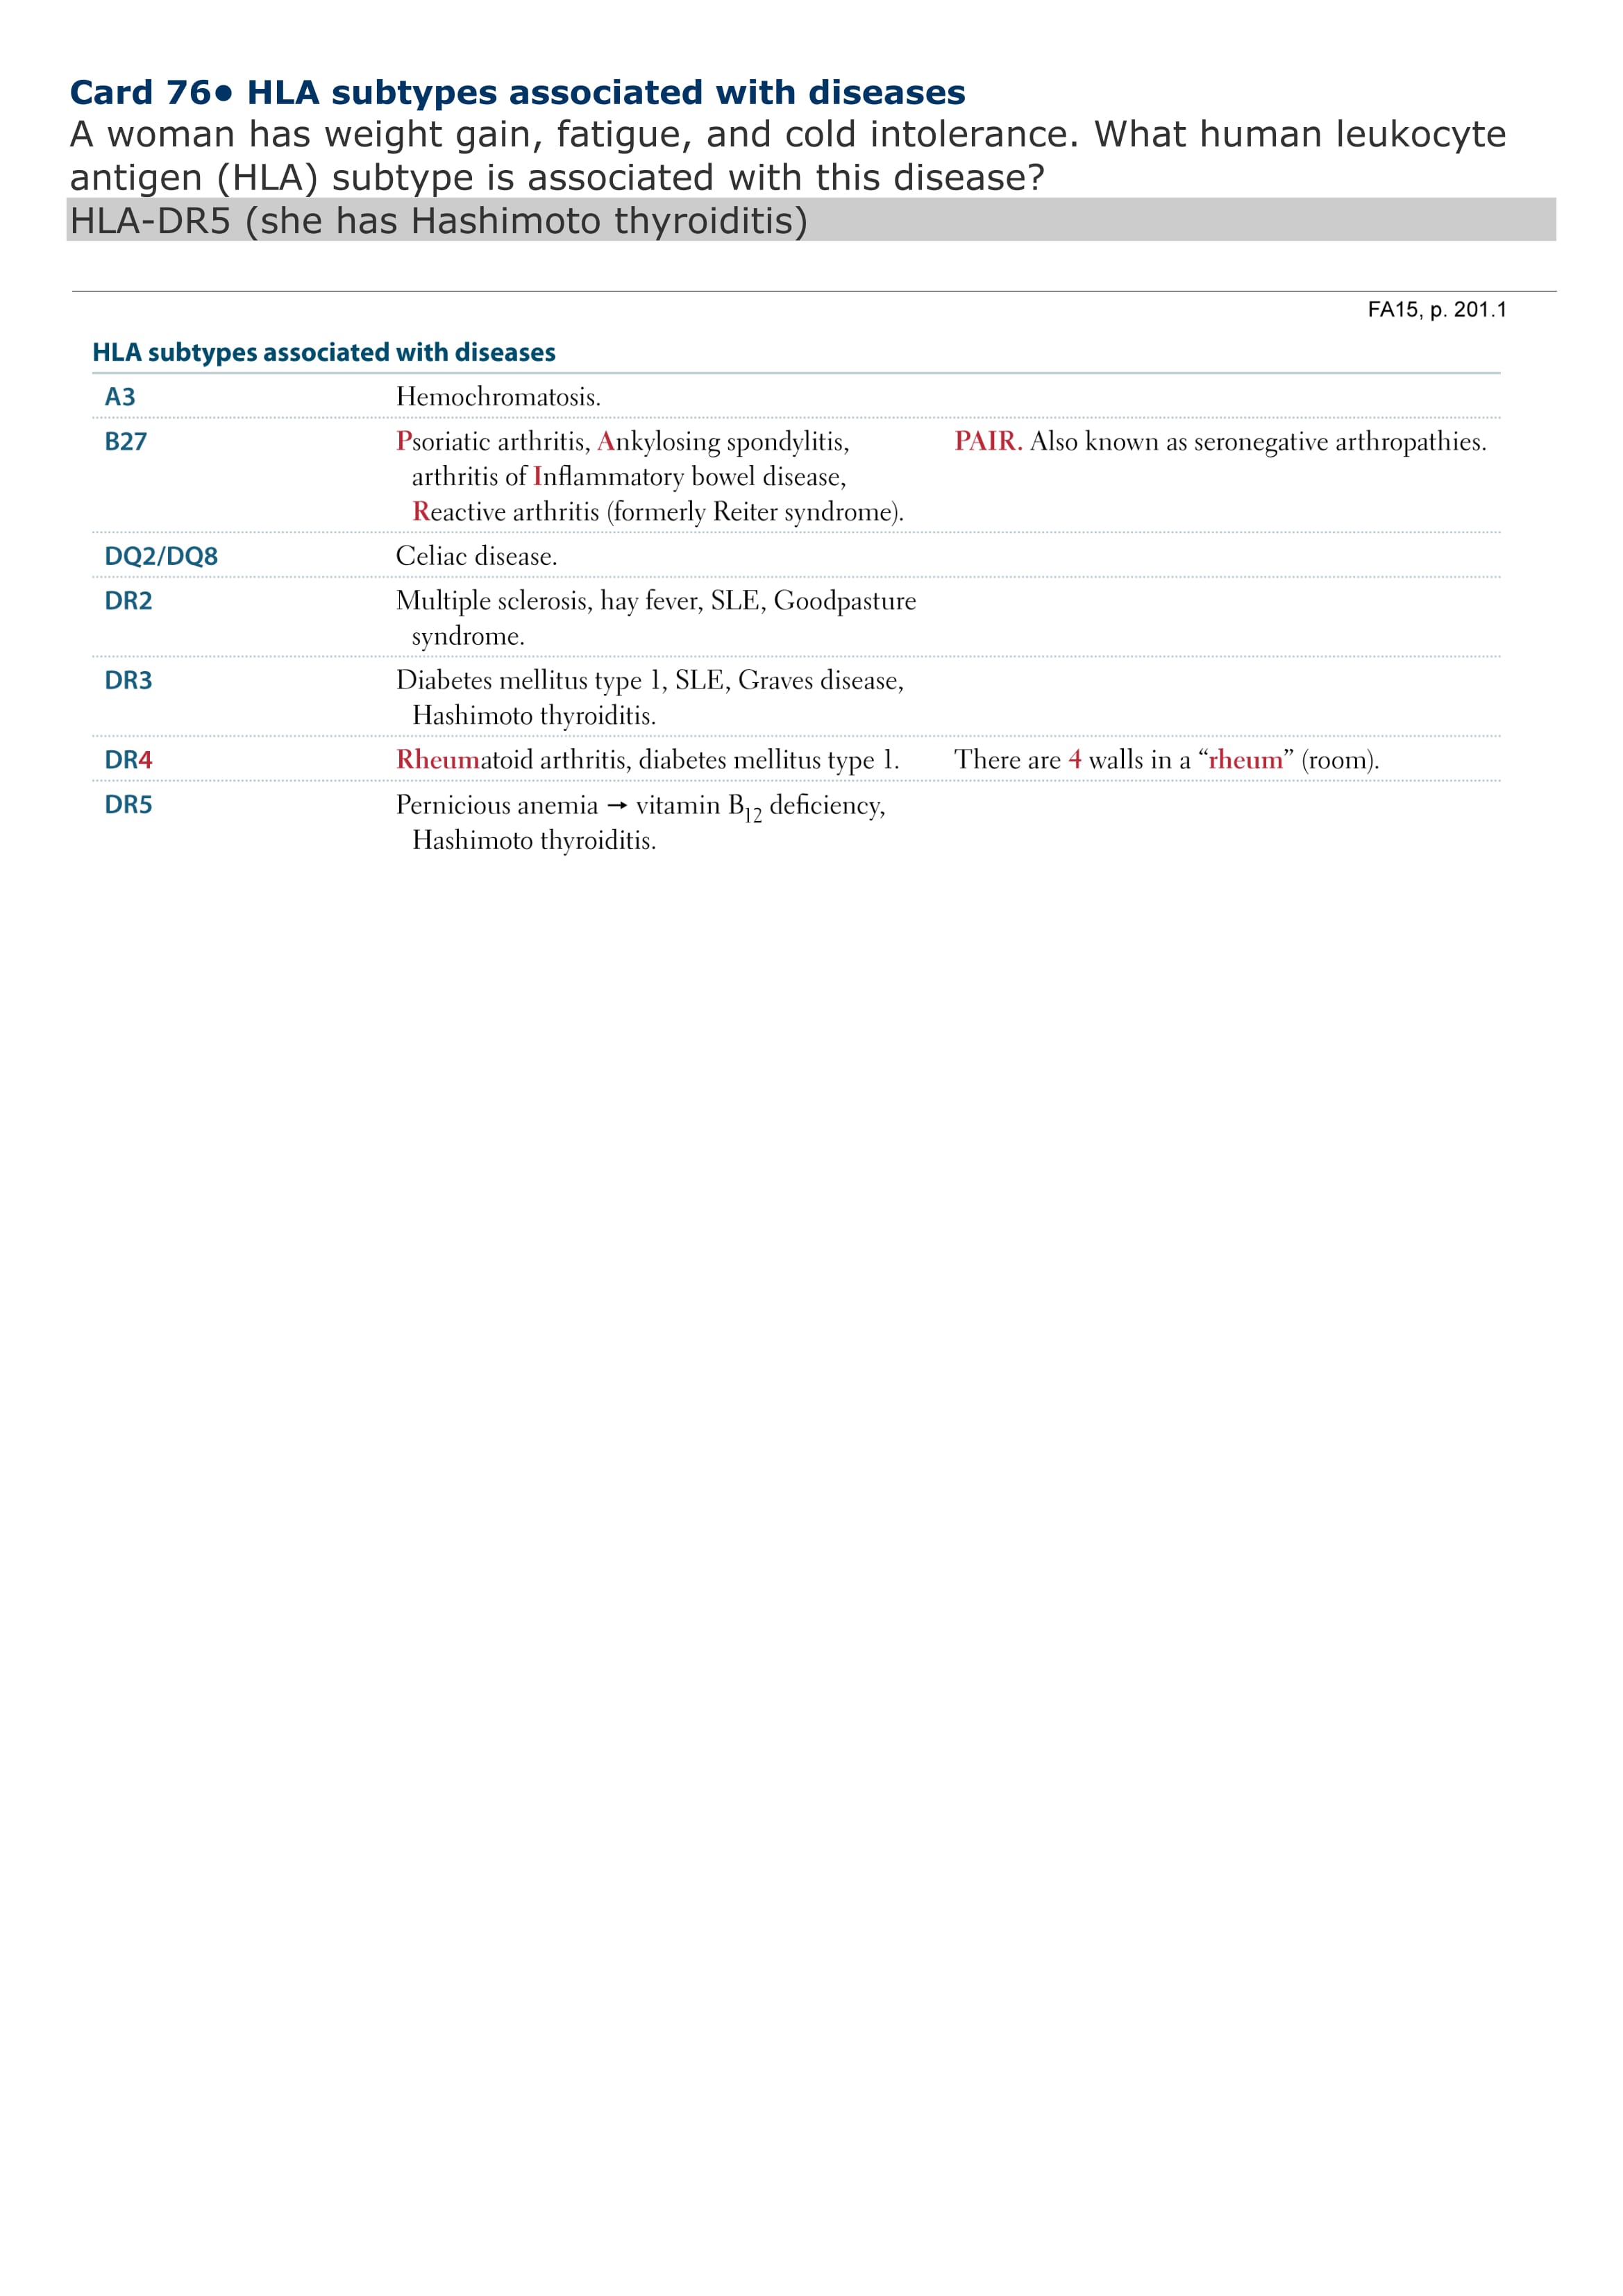 Card 76● HLA subtypes associated with diseases
A woman has weight gain, fatigue, and cold intolerance. What human leukocyte
antigen (HLA) subtype is associated with this disease?
HLA-DR5 (she has Hashimoto thyroiditis)
FA15, p. 201.1
HLA subtypes associated with diseases
A3 Hemochromatosis.
B27 Psoriatic arthritis, Ankylosing spondylitis, PAIR. Also known as seronegative arthropathies.
arthritis of Inflammatory bowel disease,
Reactive arthritis (formerly Reiter syndrome).
DQ2/DQ8 Celiac disease.
DR2 Multiple sclerosis, hay fever, SLE, Goodpasture
syndrome.
DR3 Diabetes mellitus type 1, SLE, Graves disease,
Hashimoto thyroiditis.
DR4 Rheumatoid arthritis, diabetes mellitus type 1. There are 4 walls in a “rheum” (room).
DR5 Pernicious anemia → vitamin B12 deficiency,
Hashimoto thyroiditis.